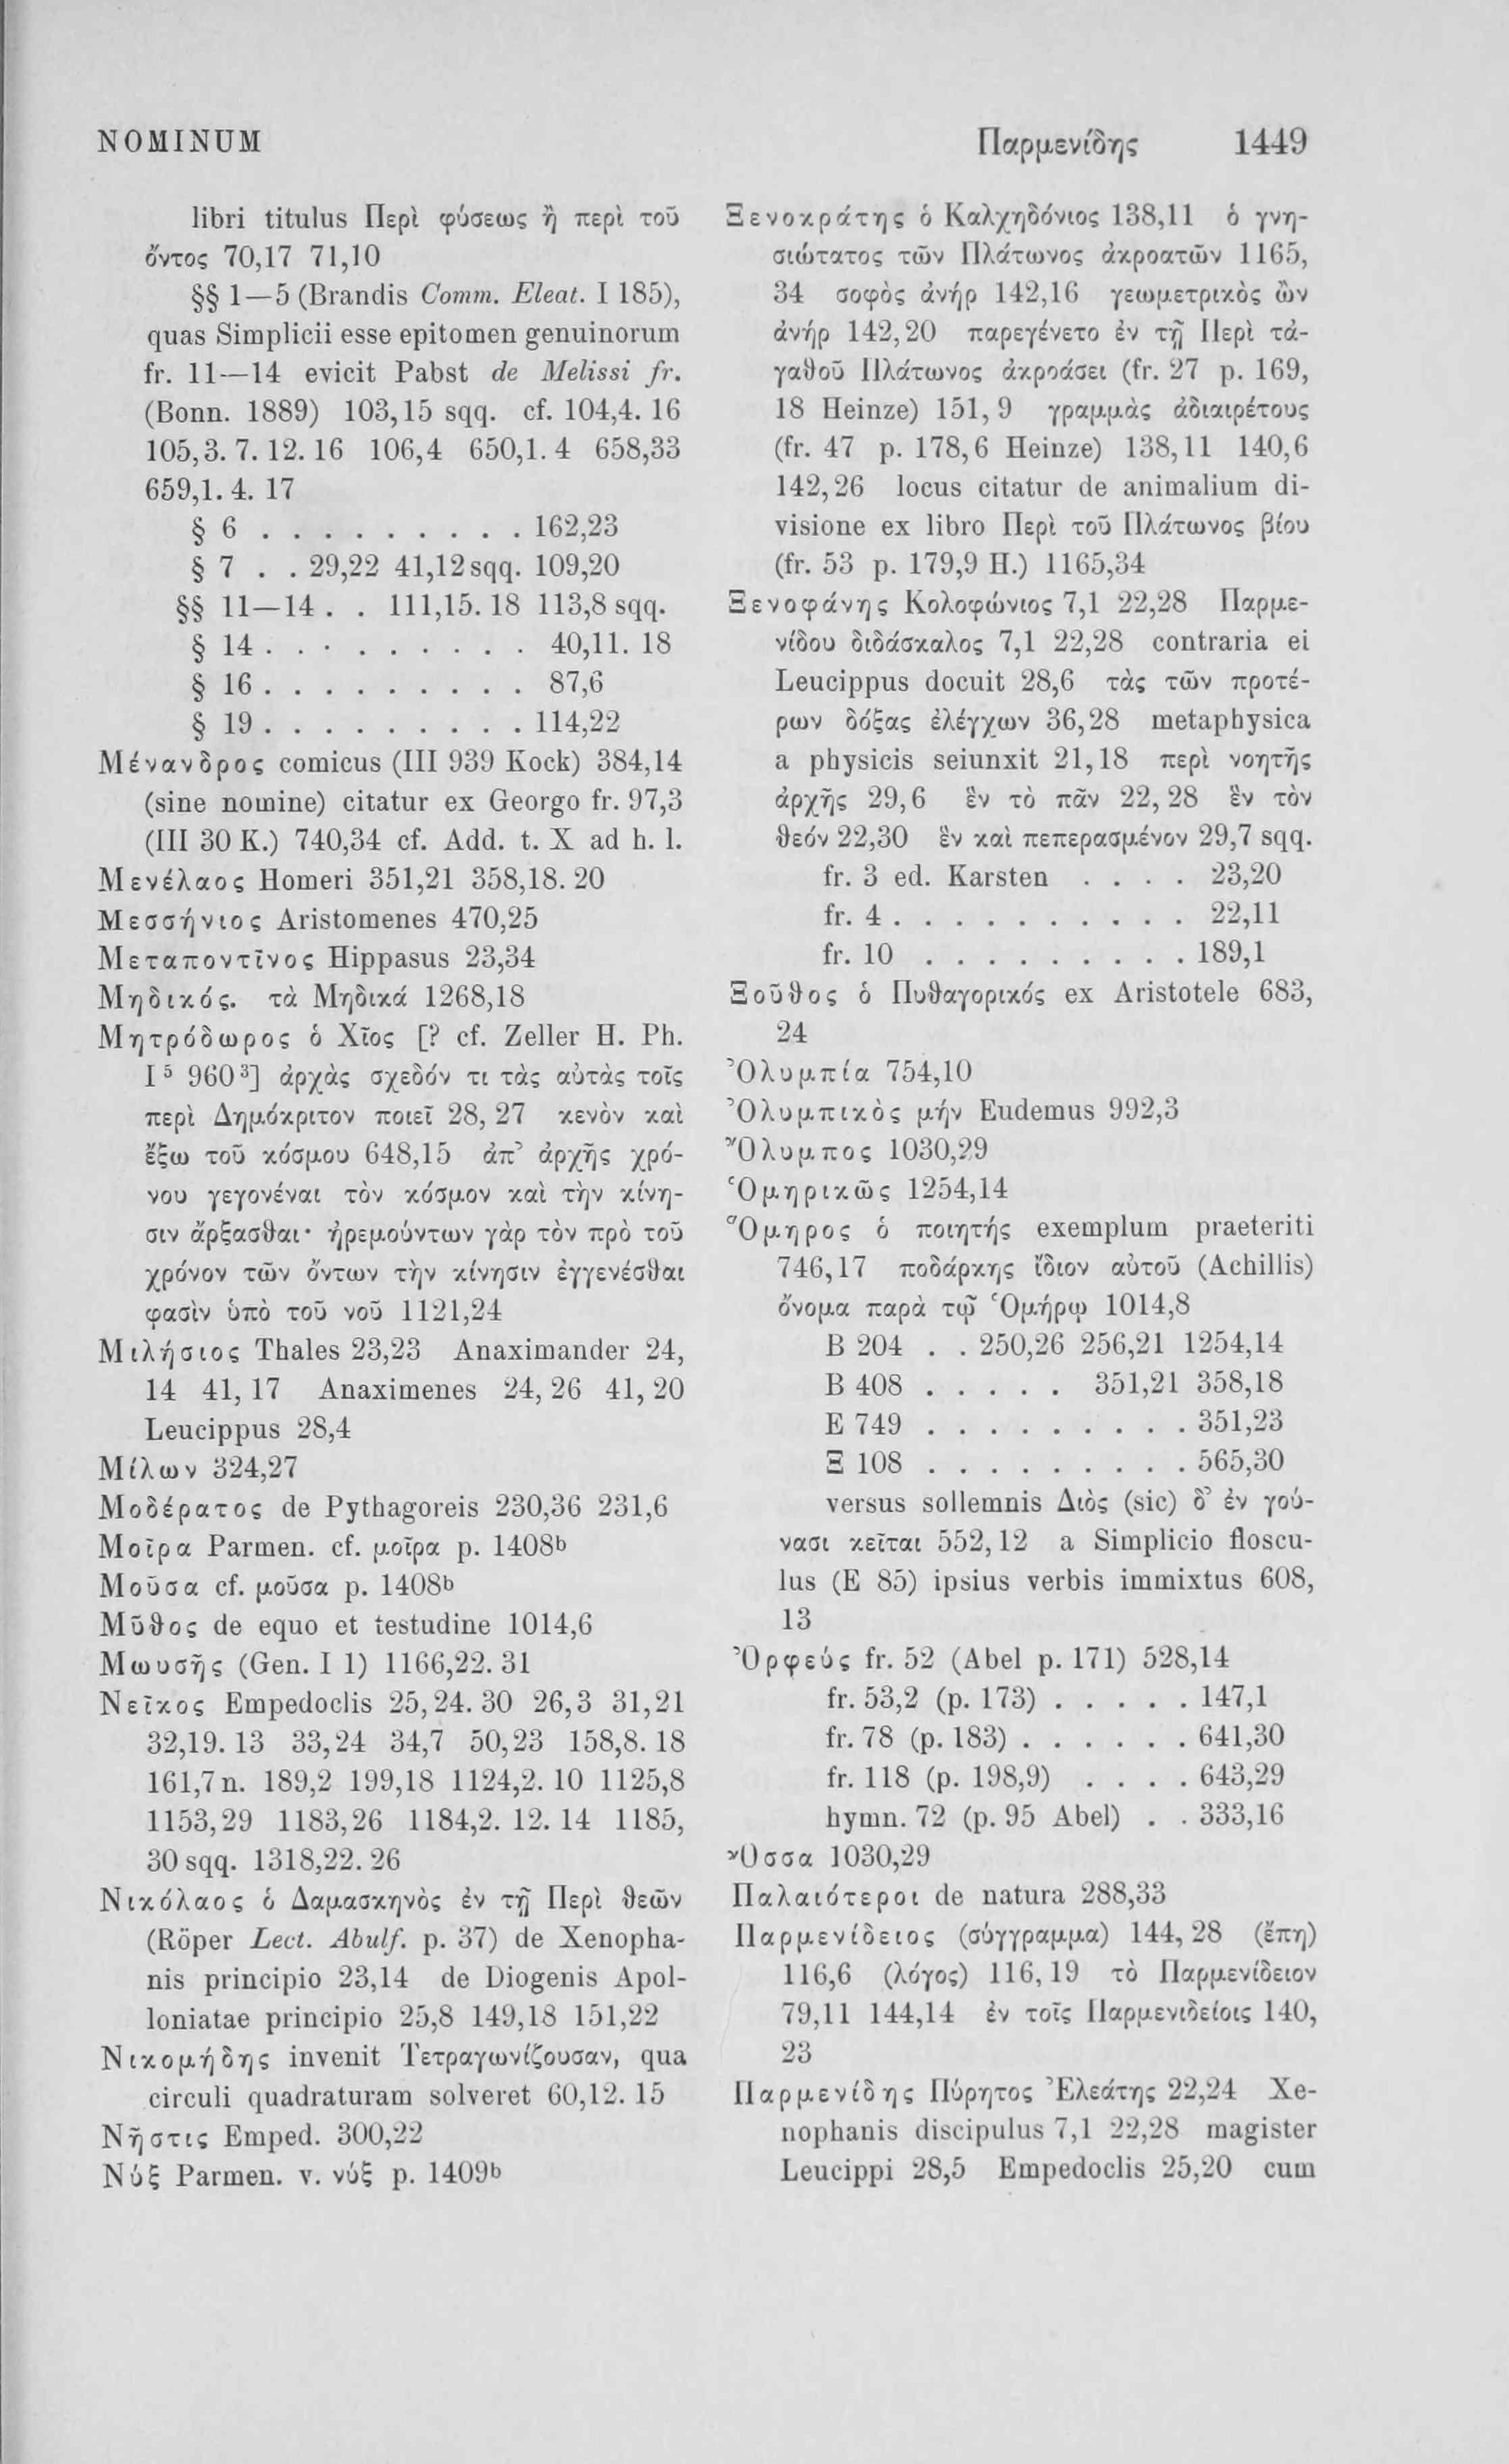 NOMINUM
Παρμενίδης 1449
libri titulus Περὶ φύσεως ἢ περὶ τοῦ
ὄντος 70,17 71,10
§§ 1—5 (Brandis Comm. Eleat. I 185),
quas Simplicii esse epitomen genuinorum
fr. 11—14 evicit Pabst de Melissi fr.
(Bonn. 1889) 103,15 sqq. cf. 104,4. 16
105,3. 7. 12. 16 106,4 650,1. 4 658,33
659,1. 4. 17
§ 6 . . . . . . . . . 162,23
§ 7 . . 29,22 41,12 sqq. 109,20
§§ 11—14 . . 111,15. 18 113,8 sqq.
§ 14 . . . . . . . . . 40,11. 18
§ 16 . . . . . . . . . 87,6
§ 19 . . . . . . . . . 114,22
Μένανδρος comicus (III 939 Kock) 384,14
(sine nomine) citatur ex Georgo fr. 97,3
(III 30 K.) 740,34 cf. Add. t. X ad h. l.
Μενέλαος Homeri 351,21 358,18. 20
Μεσσήνιος Aristomenes 470,25
Μεταποντῖνος Hippasus 23,34
Μηδικός. τὰ Μηδικά 1268,18
Μητρόδωρος ὁ Χῖος [? cf. Zeller H. Ph.
I⁵ 960³] ἀρχὰς σχεδόν τι τὰς αὐτὰς τοῖς
περὶ Δημόκριτον ποιεῖ 28, 27 κενὸν καὶ
ἔξω τοῦ κόσμου 648,15 ἀπ’ ἀρχῆς χρό-
νου γεγονέναι τὸν κόσμον καὶ τὴν κίνη-
σιν ἄρξασθαι· ἠρεμούντων γὰρ τὸν πρὸ τοῦ
χρόνον τῶν ὄντων τὴν κίνησιν ἐγγενέσθαι
φασὶν ὑπὸ τοῦ νοῦ 1121,24
Μιλήσιος Thales 23,23 Anaximander 24,
14 41, 17 Anaximenes 24, 26 41, 20
Leucippus 28,4
Μίλων 324,27
Μοδέρατος de Pythagoreis 230,36 231,6
Μοῖρα Parmen. cf. μοῖρα p. 1408ᵇ
Μοῦσα cf. μοῦσα p. 1408ᵇ
Μῦθος de equo et testudine 1014,6
Μωυσῆς (Gen. I 1) 1166,22. 31
Νεῖκος Empedoclis 25,24. 30 26,3 31,21
32,19. 13 33,24 34,7 50,23 158,8. 18
161,7 n. 189,2 199,18 1124,2. 10 1125,8
1153,29 1183,26 1184,2. 12. 14 1185,
30 sqq. 1318,22. 26
Νικόλαος ὁ Δαμασκηνὸς ἐν τῇ Περὶ θεῶν
(Röper Lect. Abulf. p. 37) de Xenopha-
nis principio 23,14 de Diogenis Apol-
loniatae principio 25,8 149,18 151,22
Νικομήδης invenit Τετραγωνίζουσαν, qua
circuli quadraturam solveret 60,12. 15
Νῆστις Emped. 300,22
Νύξ Parmen. v. νύξ p. 1409ᵇ
Ξενοκράτης ὁ Καλχηδόνιος 138,11 ὁ γνη-
σιώτατος τῶν Πλάτωνος ἀκροατῶν 1165,
34 σοφὸς ἀνήρ 142,16 γεωμετρικὸς ὢν
ἀνήρ 142,20 παρεγένετο ἐν τῇ Περὶ τἀ-
γαθοῦ Πλάτωνος ἀκροάσει (fr. 27 p. 169,
18 Heinze) 151, 9 γραμμὰς ἀδιαιρέτους
(fr. 47 p. 178,6 Heinze) 138,11 140,6
142,26 locus citatur de animalium di-
visione ex libro Περὶ τοῦ Πλάτωνος βίου
(fr. 53 p. 179,9 H.) 1165,34
Ξενοφάνης Κολοφώνιος 7,1 22,28 Παρμε-
νίδου διδάσκαλος 7,1 22,28 contraria ei
Leucippus docuit 28,6 τὰς τῶν προτέ-
ρων δόξας ἐλέγχων 36,28 metaphysica
a physicis seiunxit 21,18 περὶ νοητῆς
ἀρχῆς 29,6 ἓν τὸ πᾶν 22, 28 ἓν τὸν
θεόν 22,30 ἓν καὶ πεπερασμένον 29,7 sqq.
fr. 3 ed. Karsten . . . . 23,20
fr. 4 . . . . . . . . . . 22,11
fr. 10 . . . . . . . . . 189,1
Ξοῦθος ὁ Πυθαγορικός ex Aristotele 683,
24
Ὀλυμπία 754,10
Ὀλυμπικὸς μήν Eudemus 992,3
Ὄλυμπος 1030,29
Ὁμηρικῶς 1254,14
Ὅμηρος ὁ ποιητής exemplum praeteriti
746,17 ποδάρκης ἴδιον αὐτοῦ (Achillis)
ὄνομα παρὰ τῷ Ὁμήρῳ 1014,8
Β 204 . . 250,26 256,21 1254,14
Β 408 . . . . . 351,21 358,18
Ε 749 . . . . . . . . . 351,23
Ξ 108 . . . . . . . . . 565,30
versus sollemnis Διὸς (sic) δ’ ἐν γού-
νασι κεῖται 552,12 a Simplicio floscu-
lus (Ε 85) ipsius verbis immixtus 608,
13
Ὀρφεύς fr. 52 (Abel p. 171) 528,14
fr. 53,2 (p. 173) . . . . . 147,1
fr. 78 (p. 183) . . . . . . 641,30
fr. 118 (p. 198,9) . . . . 643,29
hymn. 72 (p. 95 Abel) . . 333,16
Ὄσσα 1030,29
Παλαιότεροι de natura 288,33
Παρμενίδειος (σύγγραμμα) 144, 28 (ἔπη)
116,6 (λόγος) 116,19 τὸ Παρμενίδειον
79,11 144,14 ἐν τοῖς Παρμενιδείοις 140,
23
Παρμενίδης Πύρητος Ἐλεάτης 22,24 Xe-
nophanis discipulus 7,1 22,28 magister
Leucippi 28,5 Empedoclis 25,20 cum